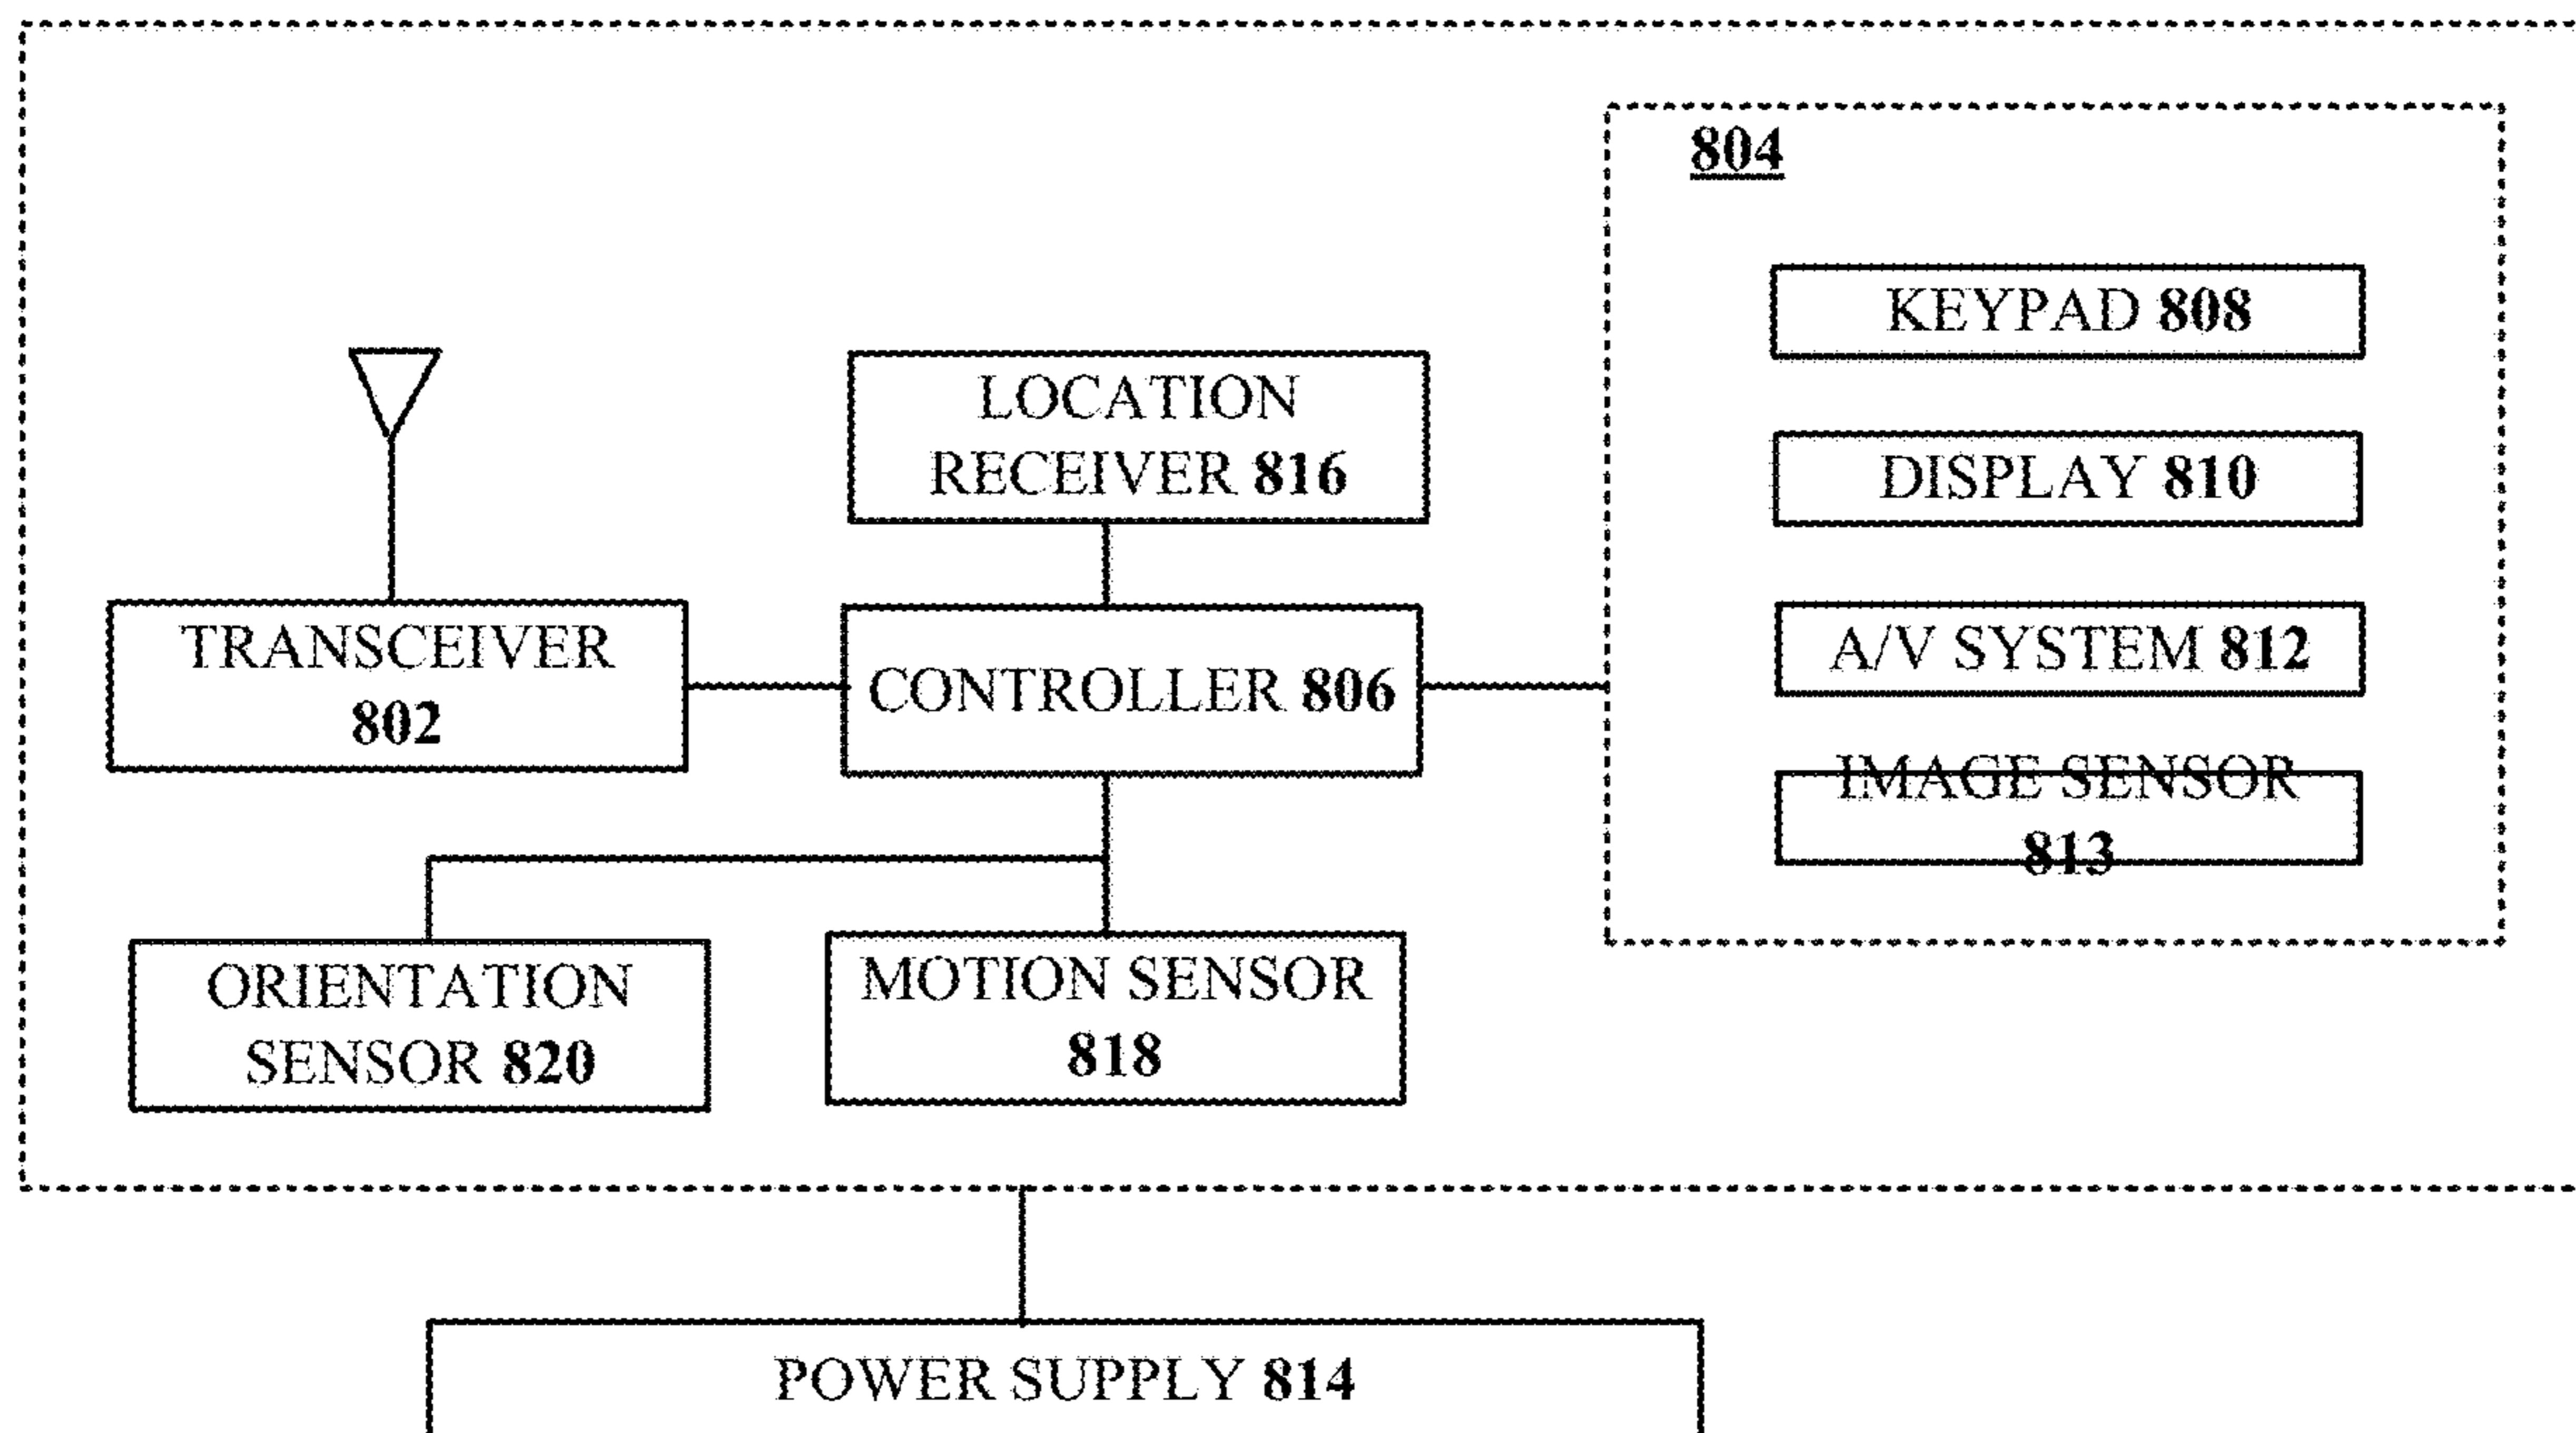 804
KEYPAD 808
DISPLAY 810
A/V SYSTEM 812
IMAGE SENSOR
813
LOCATION
RECEIVER 816
TRANSCEIVER
802
CONTROLLER 806
ORIENTATION
SENSOR 820
MOTION SENSOR
818
POWER SUPPLY 814